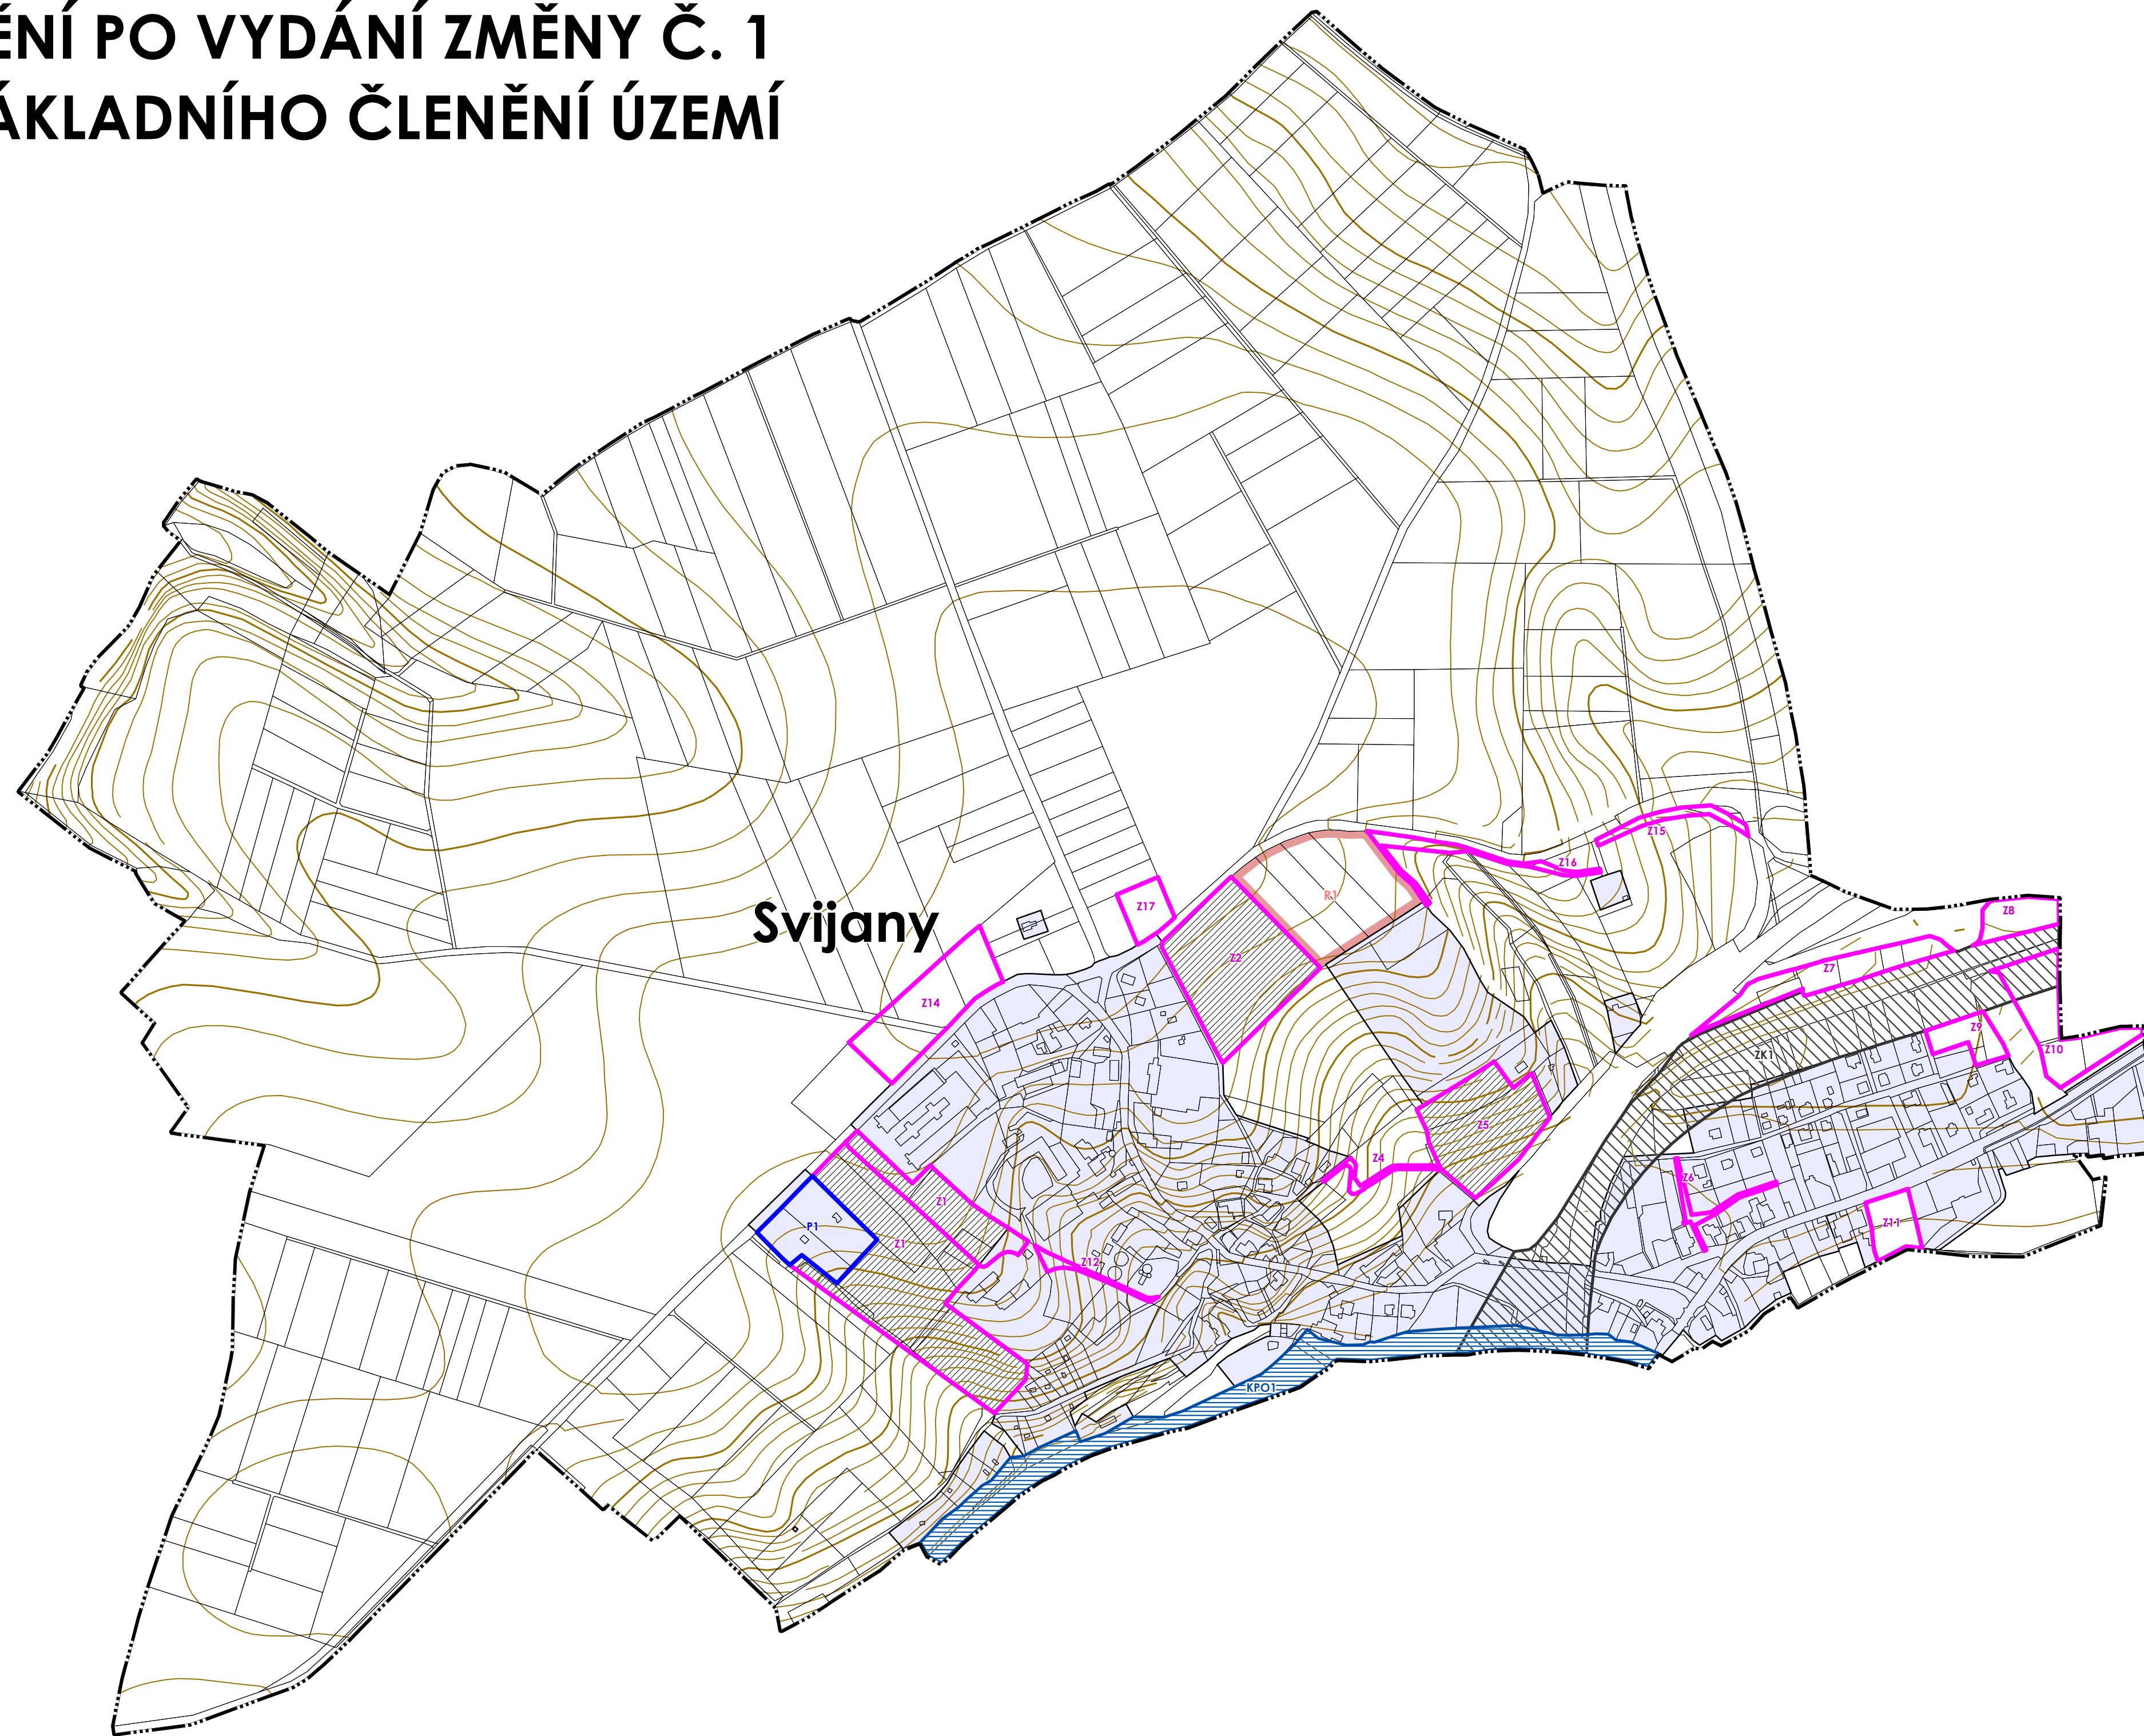 ĚNÍ PO VYDÁNÍ ZMĚNY Č. 1
ÁKLADNÍHO ČLENĚNÍ ÚZEMÍ
Z15
Z16
R1
Svijany
Z17
Z8
Z2
Z7
Z14
Z9
ZK1
Z10
Z5
Z4
Z6
Z1
P1
Z11
Z1
Z12
KPO1